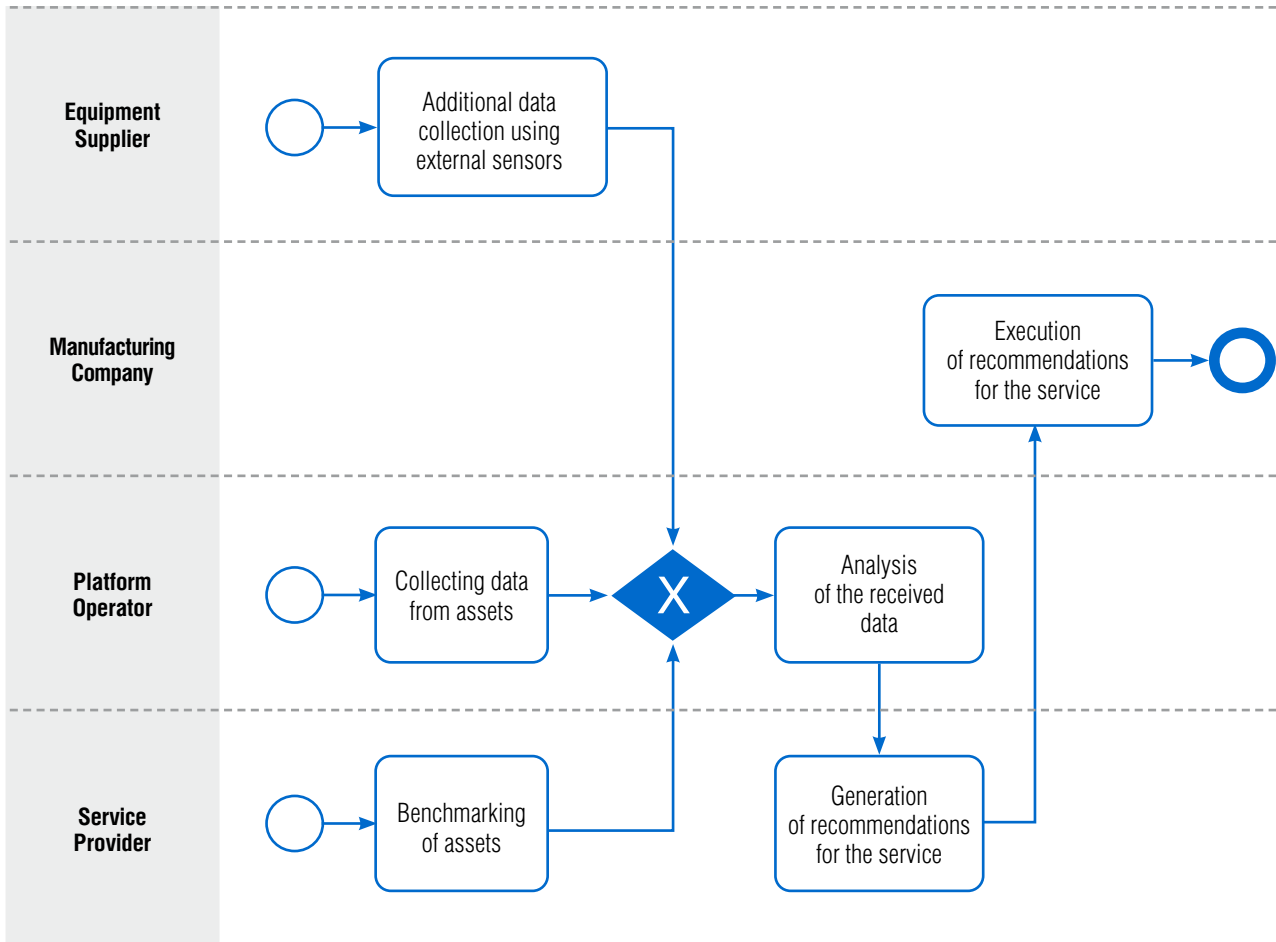 Equipment
Supplier
Additional data
collection using
external sensors
Manufacturing
Company
Execution
of recommendations
for the service
Platform
Operator
Collecting data
from assets
X
Analysis
of the received
data
Service
Provider
Benchmarking
of assets
Generation
of recommendations
for the service